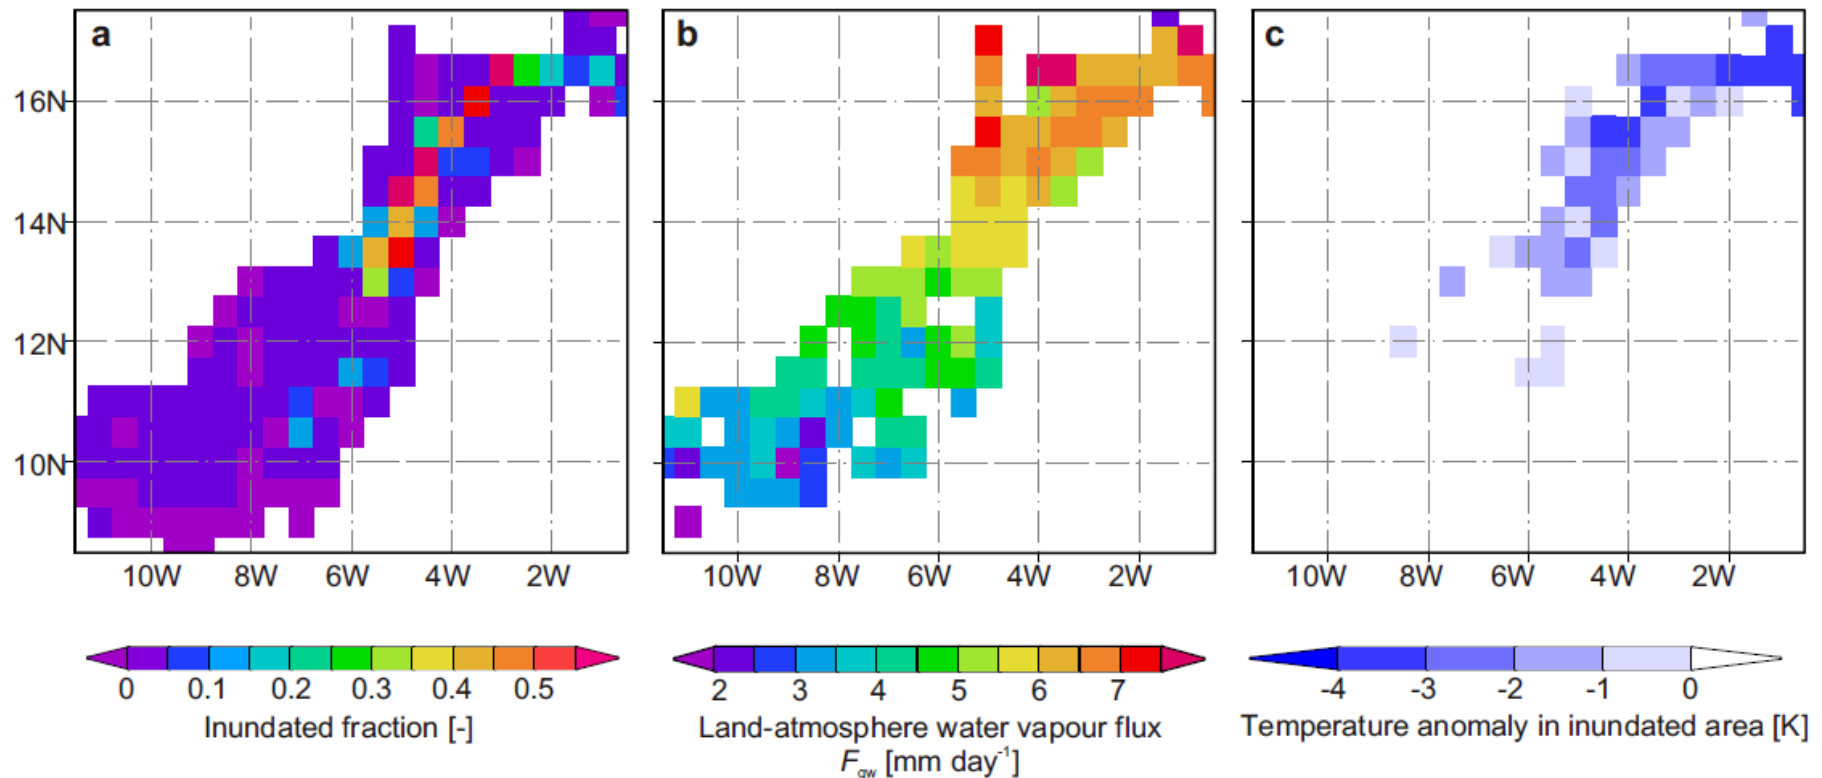 a
b
c
16N
14N
12N
10N
10W 8W 6W 4W 2W
10W 8W 6W 4W 2W
10W 8W 6W 4W 2W
0 0.1 0.2 0.3 0.4 0.5
Inundated fraction [-]
2 3 4 5 6 7
Land-atmosphere water vapour flux
F_gw [mm day⁻¹]
-4 -3 -2 -1 0
Temperature anomaly in inundated area [K]